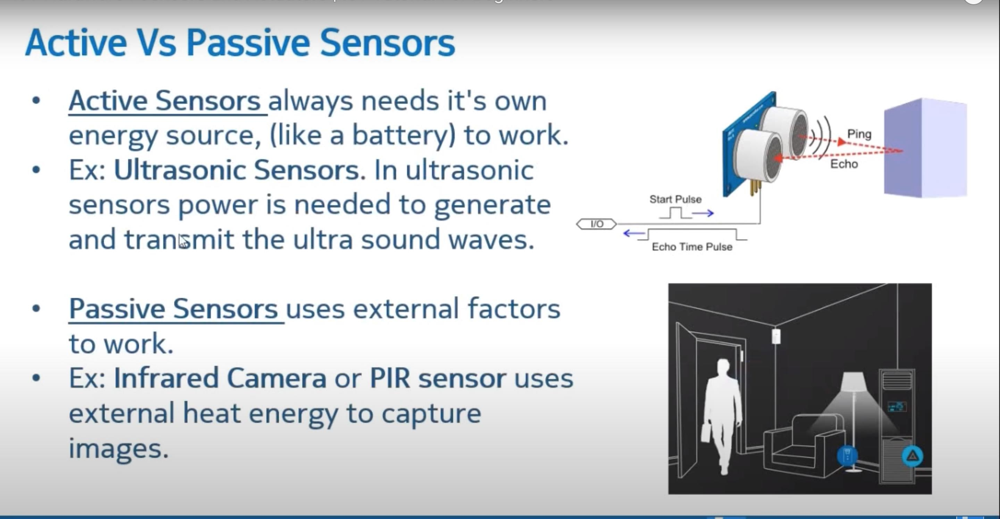 Active Vs Passive Sensors
• Active Sensors always needs it's own
energy source, (like a battery) to work.
• Ex: Ultrasonic Sensors. In ultrasonic
sensors power is needed to generate
and transmit the ultra sound waves.
• Passive Sensors uses external factors
to work.
• Ex: Infrared Camera or PIR sensor uses
external heat energy to capture
images.
Ping
Echo
Start Pulse
I/O
Echo Time Pulse